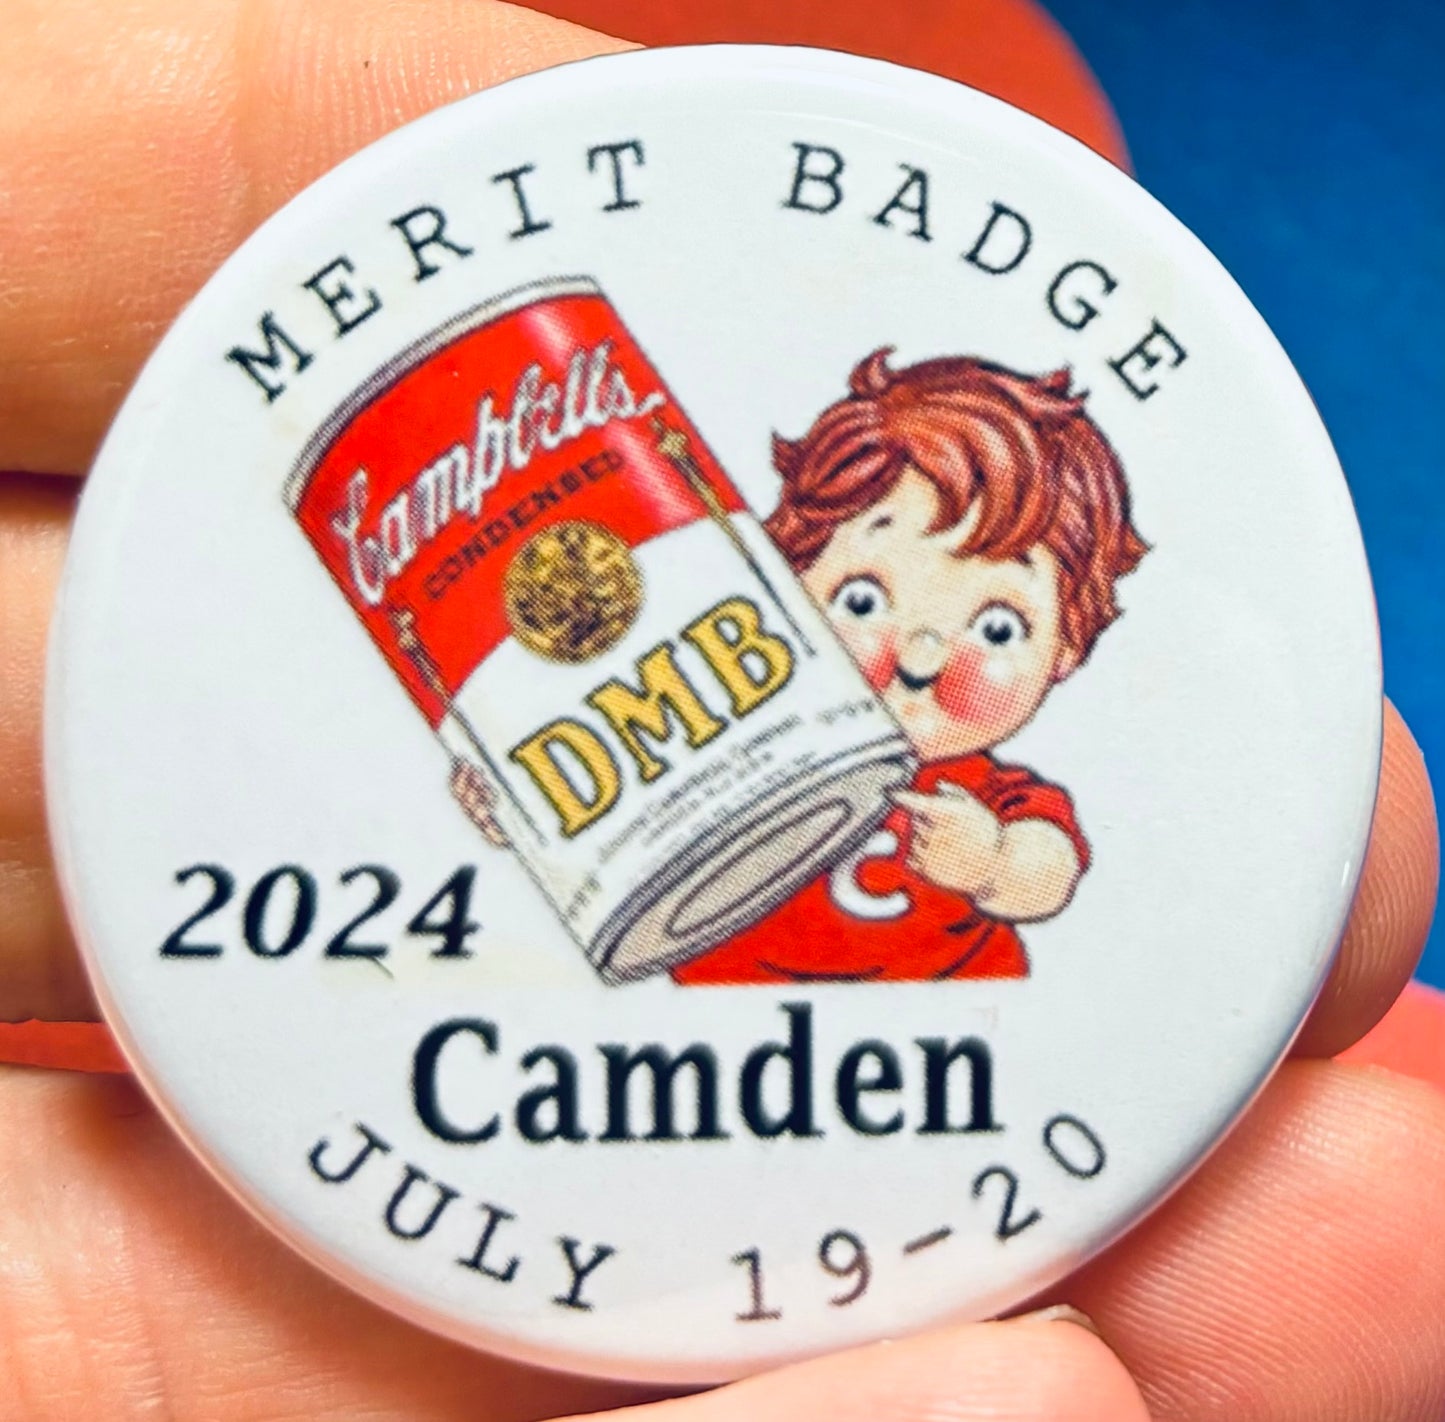 MERIT BADGE
Campbell's
CONDENSED
DMB
C
2024
Camden
JULY 19-20